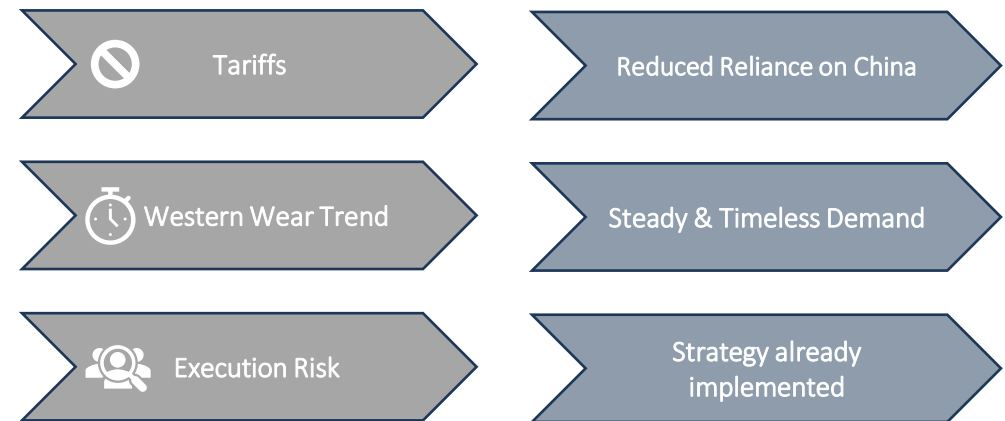 Tariffs
Reduced Reliance on China
Western Wear Trend
Steady & Timeless Demand
Execution Risk
Strategy already
implemented